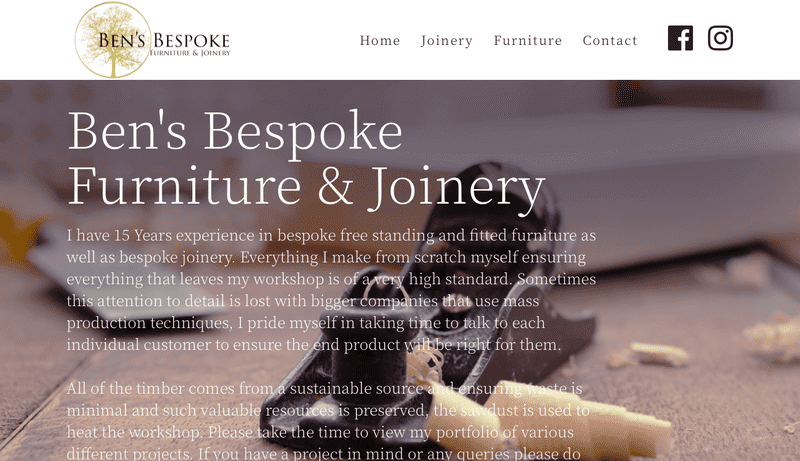 BEN'S BESPOKE
FURNITURE & JOINERY
Home Joinery Furniture Contact
Ben's Bespoke
Furniture & Joinery
I have 15 Years experience in bespoke free standing and fitted furniture as
well as bespoke joinery. Everything I make from scratch myself ensuring
everything that leaves my workshop is of a very high standard. Sometimes
this attention to detail is lost with bigger companies that use mass
production techniques, I pride myself in taking time to talk to each
individual customer to ensure the end product will be right for them.
All of the timber comes from a sustainable source and ensuring waste is
minimal and such valuable resources is preserved, the sawdust is used to
heat the workshop. Please take the time to view my portfolio of various
different projects. If you have a project in mind or any queries please do